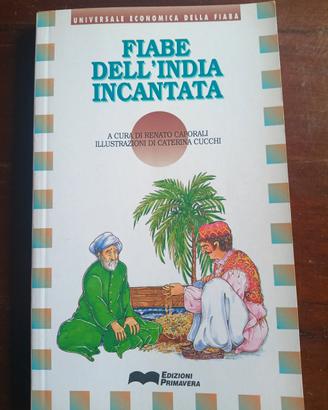 UNIVERSALE ECONOMICA DELLA FIABA
FIABE
DELL'INDIA
INCANTATA
A CURA DI RENATO CAPORALI
ILLUSTRAZIONI DI CATERINA CUCCHI
EDIZIONI
PRIMAVERA